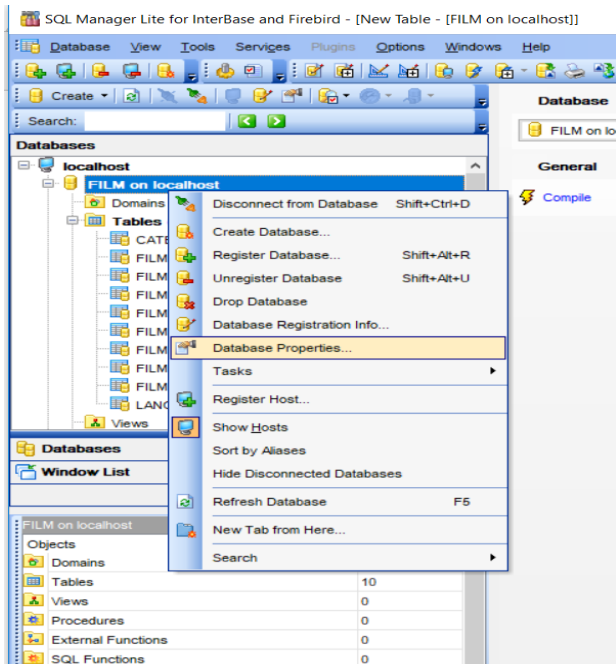 SQL Manager Lite for InterBase and Firebird - [New Table - [FILM on localhost]]
Database View Tools Services Plugins Options Windows Help
Create
Search:
Databases
localhost
FILM on localhost
Domains
Tables
CATE
FILM
FILM
FILM
FILM
FILM
FILM
FILM
FILM
LANG
Views
Disconnect from Database Shift+Ctrl+D
Create Database...
Register Database... Shift+Alt+R
Unregister Database Shift+Alt+U
Drop Database
Database Registration Info...
Database Properties...
Tasks
Register Host...
Show Hosts
Sort by Aliases
Hide Disconnected Databases
Refresh Database F5
New Tab from Here...
Search
Database
FILM on lo
General
Compile
Databases
Window List
FILM on localhost
Objects
Domains
Tables 10
Views 0
Procedures 0
External Functions 0
SQL Functions 0